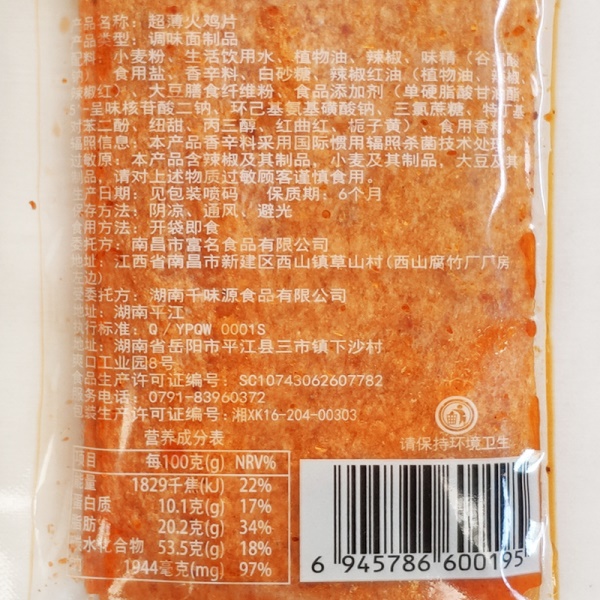 产品名称：超薄火鸡片
产品类型：调味面制品
配料：小麦粉、生活饮用水、植物油、辣椒、味精（谷氨酸
钠）、食用盐、香辛料、白砂糖、辣椒红油（植物油、辣椒、
辣椒红）、大豆膳食纤维粉、食品添加剂（单硬脂酸甘油酯、
5'-呈味核苷酸二钠、环己基氨基磺酸钠、三氯蔗糖、特丁基
对苯二酚、纽甜、丙三醇、红曲红、栀子黄）、食用香料
辐照信息：本产品香辛料采用国际惯用辐照杀菌技术处理
过敏原：本产品含辣椒及其制品，小麦及其制品，大豆及其
制品，请对上述物质过敏顾客谨慎食用。
生产日期：见包装喷码 保质期：6个月
贮存方法：阴凉、通风、避光
食用方法：开袋即食
委托方：南昌市富名食品有限公司
地址：江西省南昌市新建区西山镇草山村(西山腐竹厂厂房
左边)
受委托方：湖南千味源食品有限公司
地址：湖南平江
执行标准：Q/YPQW 0001S
地址：湖南省岳阳市平江县三市镇下沙村
爽口工业园8号
食品生产许可证编号：SC10743062607782
服务电话：0791-83960372
包装生产许可证编号：湘XK16-204-00303
请保持环境卫生
营养成分表
项目 每100克(g) NRV%
能量 1829千焦(kJ) 22%
蛋白质 10.1克(g) 17%
脂肪 20.2克(g) 34%
碳水化合物 53.5克(g) 18%
1944毫克(mg) 97%
6 945786 600195